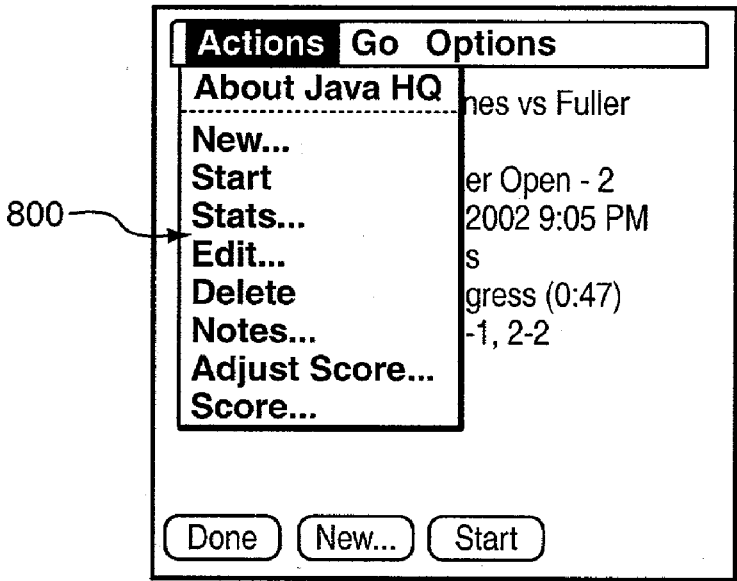 Actions Go Options
About Java HQ
nes vs Fuller
New...
Start
er Open - 2
800
Stats...
2002 9:05 PM
Edit...
s
Delete
gress (0:47)
Notes...
-1, 2-2
Adjust Score...
Score...
Done New... Start